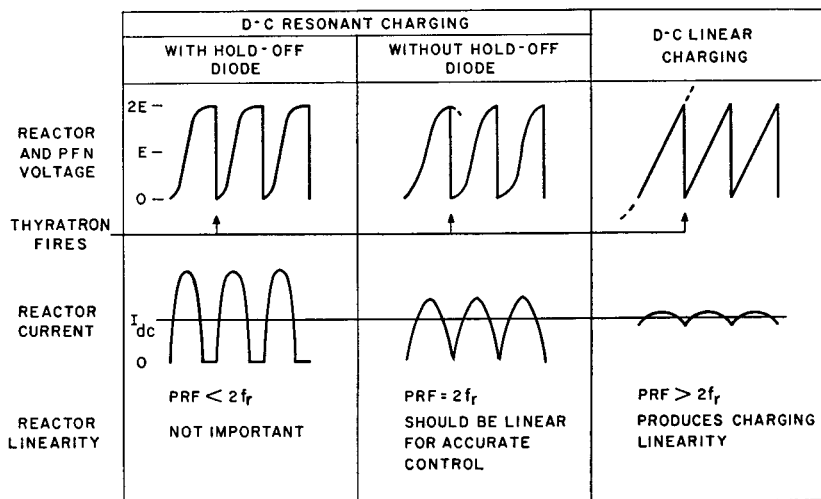 D-C RESONANT CHARGING
WITH HOLD-OFF
DIODE
WITHOUT HOLD-OFF
DIODE
D-C LINEAR
CHARGING
REACTOR
AND PFN
VOLTAGE
2E
E
O
THYRATRON
FIRES
REACTOR
CURRENT
Idc
O
REACTOR
LINEARITY
PRF < 2fr
NOT IMPORTANT
PRF = 2fr
SHOULD BE LINEAR
FOR ACCURATE
CONTROL
PRF > 2fr
PRODUCES CHARGING
LINEARITY